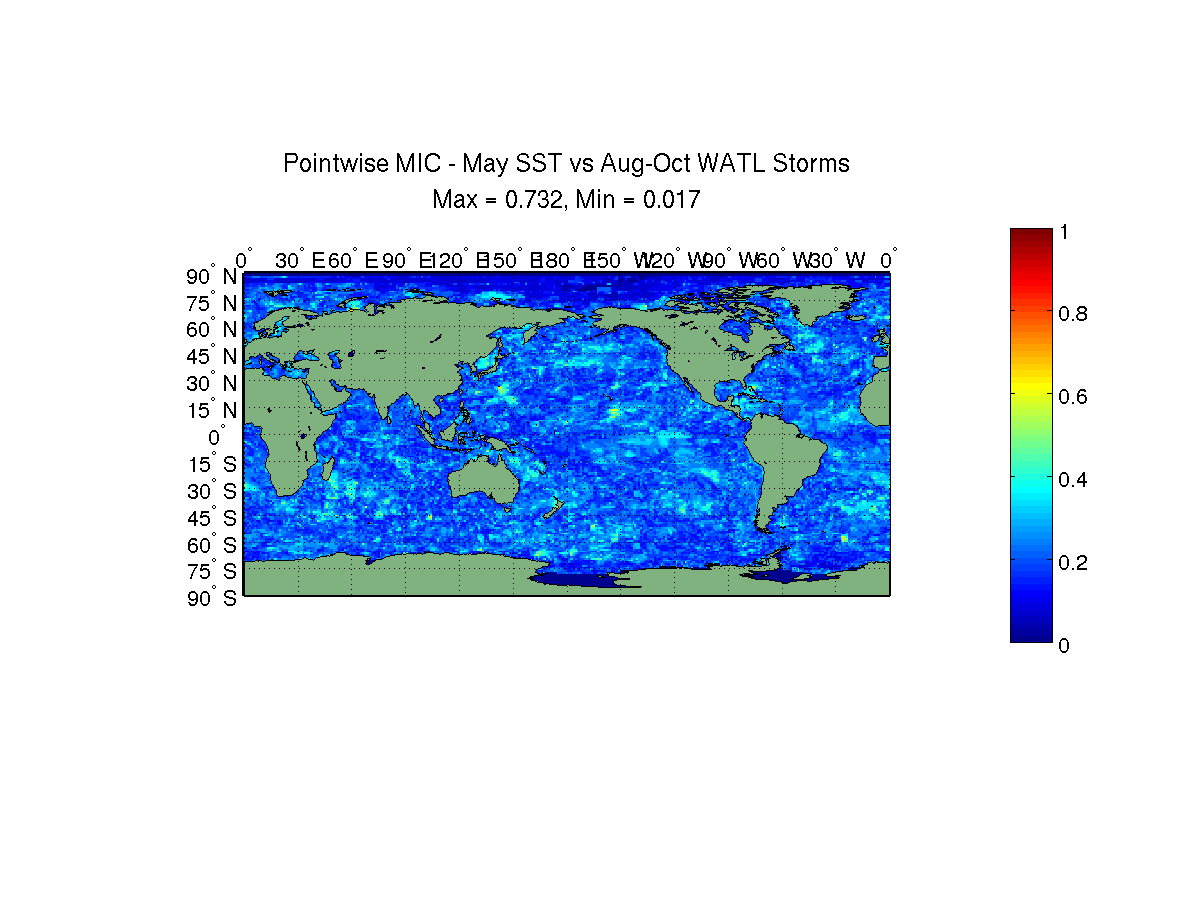 Pointwise MIC - May SST vs Aug-Oct WATL Storms
Max = 0.732, Min = 0.017
0° 30° E 60° E 90° E 120° E 150° E 180° E 150° W 120° W 90° W 60° W 30° W 0°
90° N
75° N
60° N
45° N
30° N
15° N
0°
15° S
30° S
45° S
60° S
75° S
90° S
1
0.8
0.6
0.4
0.2
0